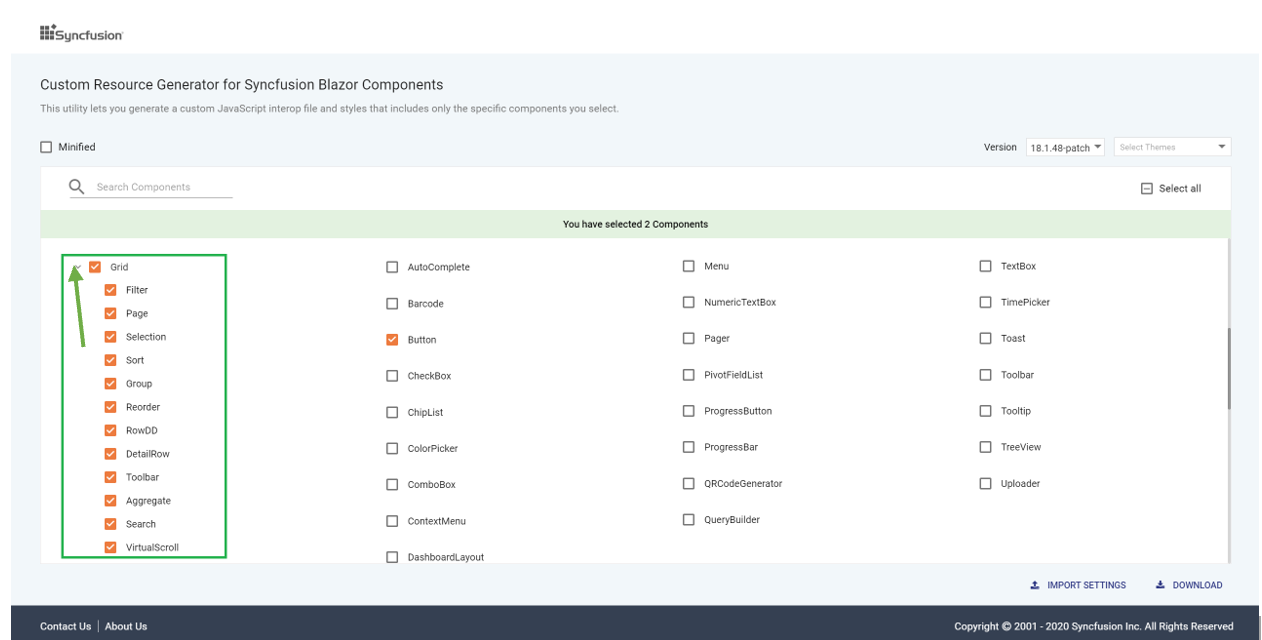 Syncfusion
Custom Resource Generator for Syncfusion Blazor Components
This utility lets you generate a custom JavaScript interop file and styles that includes only the specific components you select.
Minified
Version 18.1.48-patch Select Themes
Search Components
Select all
You have selected 2 Components
Grid
Filter
Page
Selection
Sort
Group
Reorder
RowDD
DetailRow
Toolbar
Aggregate
Search
VirtualScroll
AutoComplete
Barcode
Button
CheckBox
ChipList
ColorPicker
ComboBox
ContextMenu
DashboardLayout
Menu
NumericTextBox
Pager
PivotFieldList
ProgressButton
ProgressBar
QRCodeGenerator
QueryBuilder
TextBox
TimePicker
Toast
Toolbar
Tooltip
TreeView
Uploader
IMPORT SETTINGS DOWNLOAD
Contact Us | About Us
Copyright © 2001 - 2020 Syncfusion Inc. All Rights Reserved